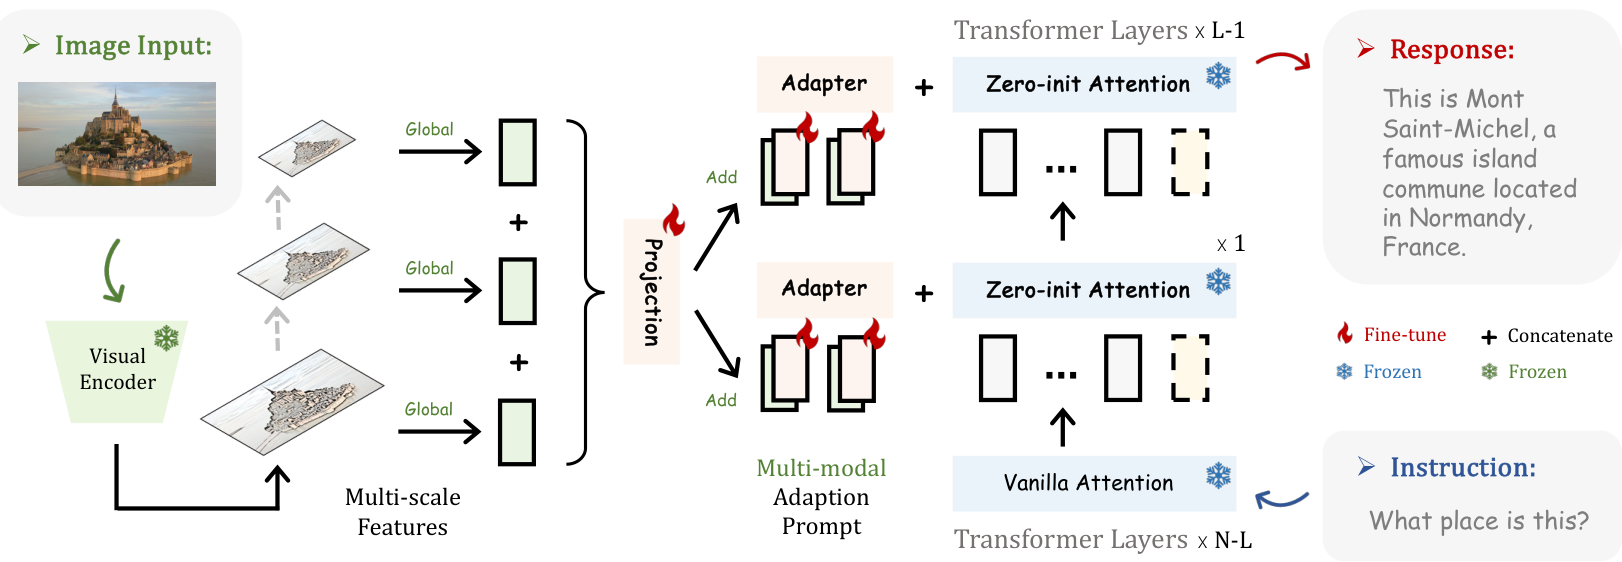 Image Input:
Visual
Encoder
Global
Global
Global
Multi-scale
Features
Projection
Add
Add
Adapter
Adapter
Multi-modal
Adaption
Prompt
Transformer Layers x L-1
Zero-init Attention
...
x 1
Zero-init Attention
...
Vanilla Attention
Transformer Layers x N-L
Response:
This is Mont
Saint-Michel, a
famous island
commune located
in Normandy,
France.
Fine-tune
Concatenate
Frozen
Frozen
Instruction:
What place is this?